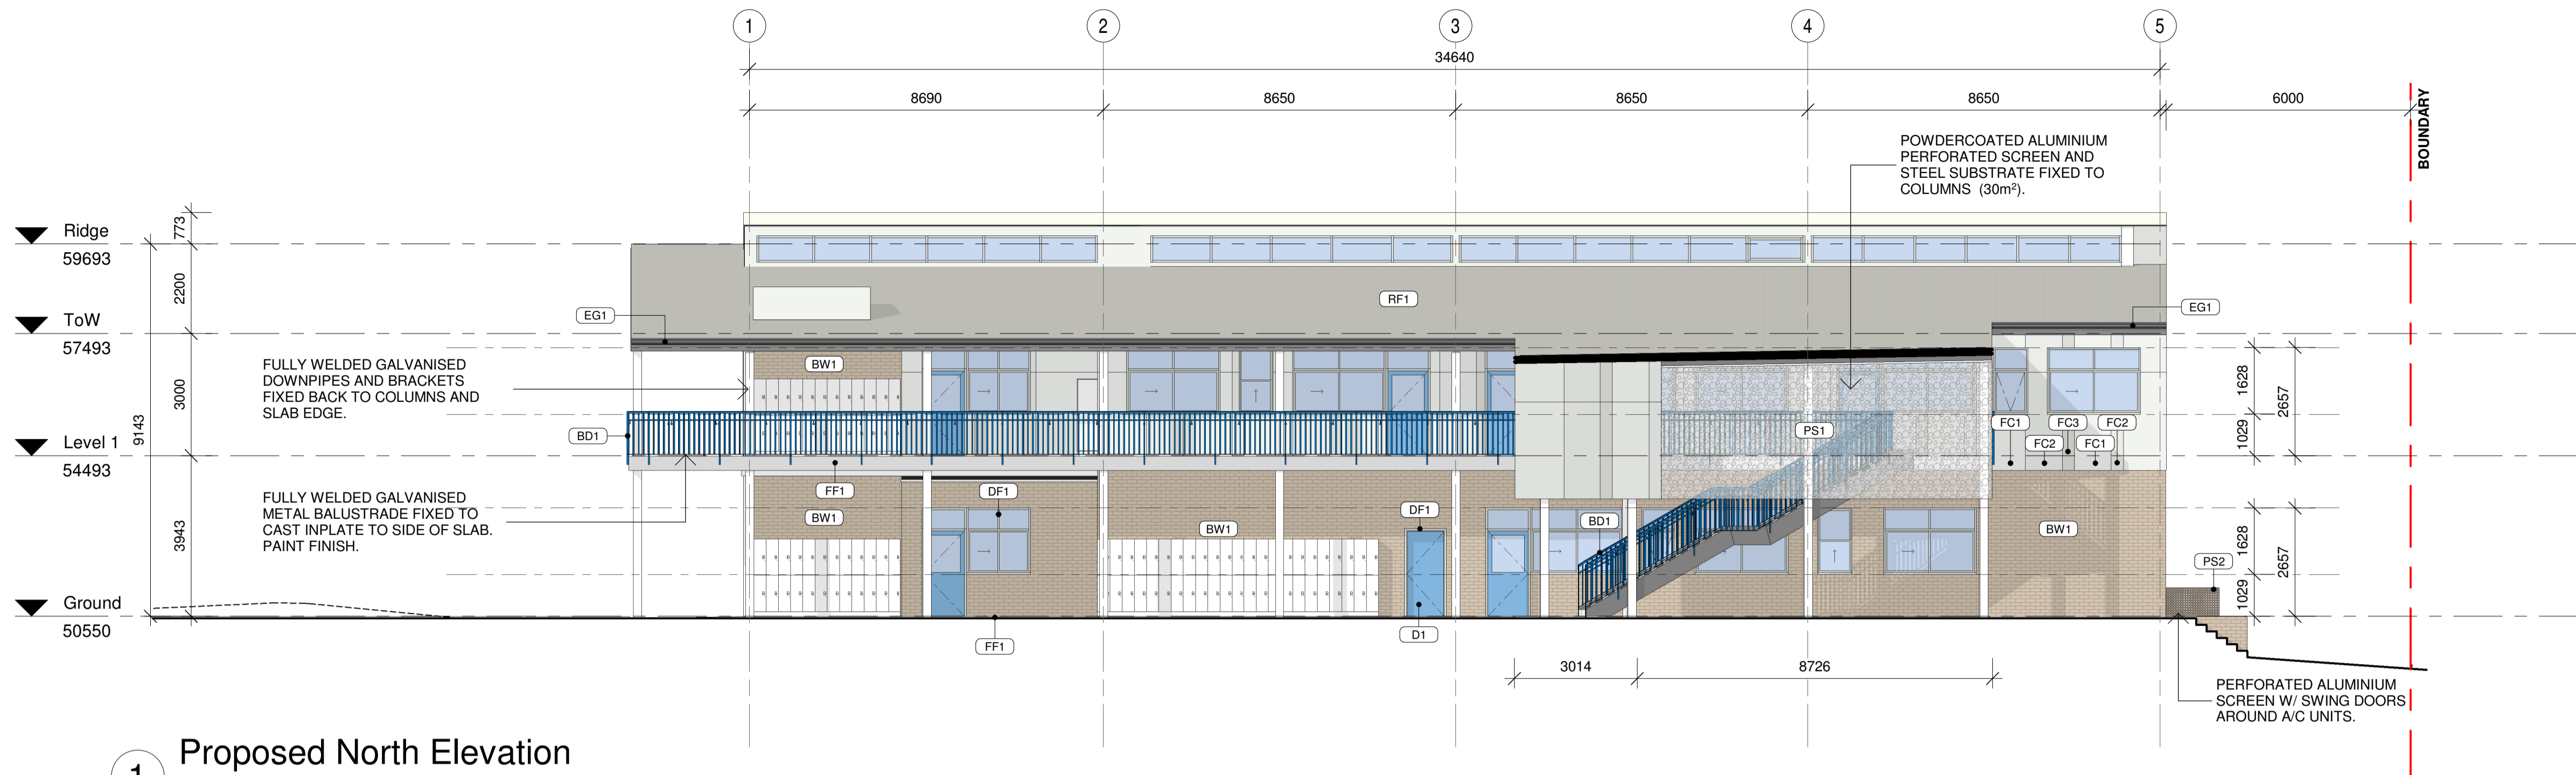 1 2 3 4 5
34640
8690 8650 8650 8650 6000
BOUNDARY
POWDERCOATED ALUMINIUM
PERFORATED SCREEN AND
STEEL SUBSTRATE FIXED TO
COLUMNS (30m²).
773
Ridge
59693
2200
RF1
EG1
EG1
ToW
57493
FULLY WELDED GALVANISED
DOWNPIPES AND BRACKETS
FIXED BACK TO COLUMNS AND
SLAB EDGE.
BW1
3000
9143
1628
2657
1029
Level 1
54493
BD1
PS1
FC1 FC3 FC2
FC2 FC1
FULLY WELDED GALVANISED
METAL BALUSTRADE FIXED TO
CAST INPLATE TO SIDE OF SLAB.
PAINT FINISH.
FF1 DF1
BW1
DF1
BW1
BD1
BW1
3943
1628
2657
1029
PS2
Ground
50550
FF1
D1
3014 8726
PERFORATED ALUMINIUM
SCREEN W/ SWING DOORS
AROUND A/C UNITS.
1 Proposed North Elevation